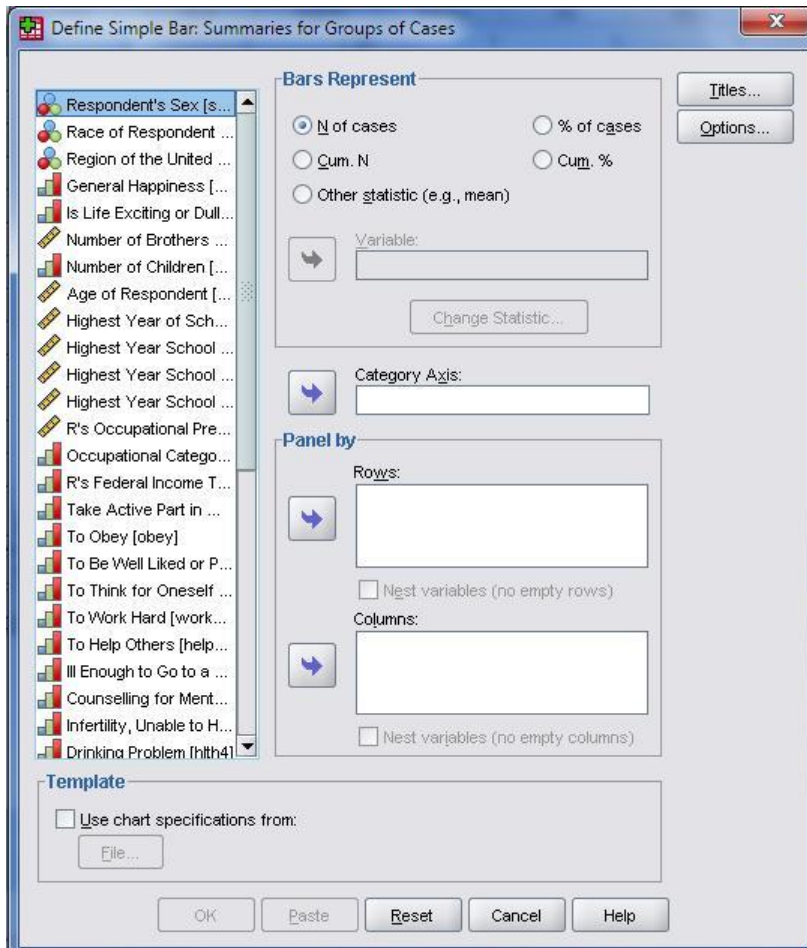 Define Simple Bar: Summaries for Groups of Cases
Respondent's Sex [s...
Race of Respondent ...
Region of the United ...
General Happiness [...
Is Life Exciting or Dull...
Number of Brothers ...
Number of Children [...
Age of Respondent [...
Highest Year of Sch...
Highest Year School ...
Highest Year School ...
Highest Year School ...
R's Occupational Pre...
Occupational Catego...
R's Federal Income T...
Take Active Part in ...
To Obey [obey]
To Be Well Liked or P...
To Think for Oneself ...
To Work Hard [work...
To Help Others [help...
Ill Enough to Go to a ...
Counselling for Ment...
Infertility, Unable to H...
Drinking Problem [hlth4]
Bars Represent
N of cases
% of cases
Cum. N
Cum. %
Other statistic (e.g., mean)
Variable:
Change Statistic...
Category Axis:
Panel by
Rows:
Nest variables (no empty rows)
Columns:
Nest variables (no empty columns)
Titles...
Options...
Template
Use chart specifications from:
File...
OK
Paste
Reset
Cancel
Help